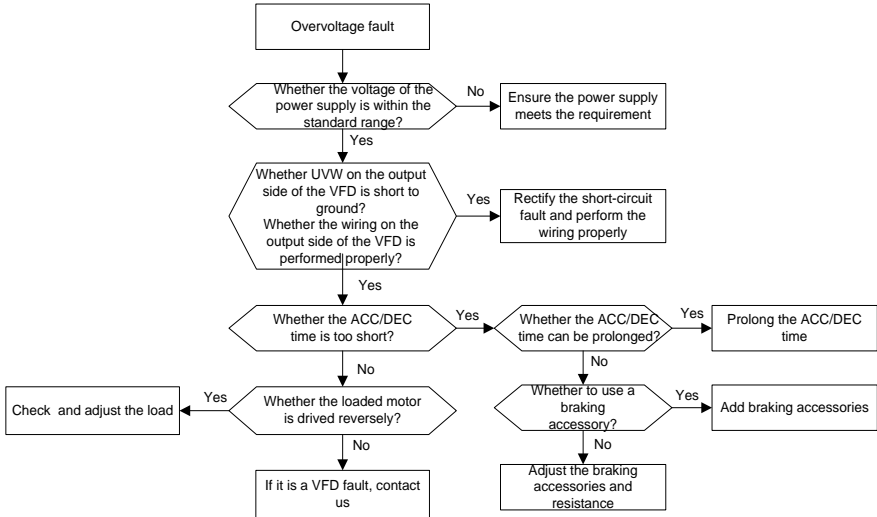 Overvoltage fault
Whether the voltage of the
power supply is within the
standard range?
No
Ensure the power supply
meets the requirement
Yes
Whether UVW on the output
side of the VFD is short to
ground?
Whether the wiring on the
output side of the VFD is
performed properly?
Yes
Rectify the short-circuit
fault and perform the
wiring properly
Yes
Whether the ACC/DEC
time is too short?
Yes
Whether the ACC/DEC
time can be prolonged?
Yes
Prolong the ACC/DEC
time
No
No
Check and adjust the load
Yes
Whether the loaded motor
is drived reversely?
Whether to use a
braking
accessory?
Yes
Add braking accessories
No
No
If it is a VFD fault, contact
us
Adjust the braking
accessories and
resistance